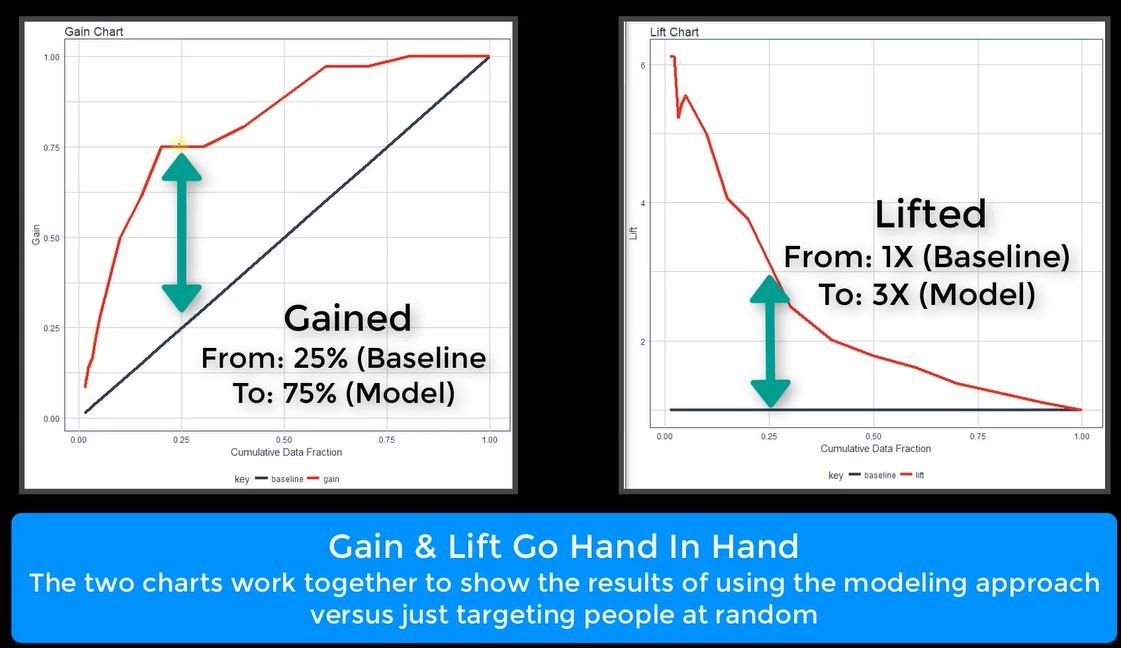 Gain Chart
1.00
0.75
0.50
0.25
0.00
Gain
0.00 0.25 0.50 0.75 1.00
Cumulative Data Fraction
key baseline gain
Gained
From: 25% (Baseline
To: 75% (Model)
Lift Chart
6
4
2
Lift
0.00 0.25 0.50 0.75 1.00
Cumulative Data Fraction
key baseline lift
Lifted
From: 1X (Baseline)
To: 3X (Model)
Gain & Lift Go Hand In Hand
The two charts work together to show the results of using the modeling approach
versus just targeting people at random